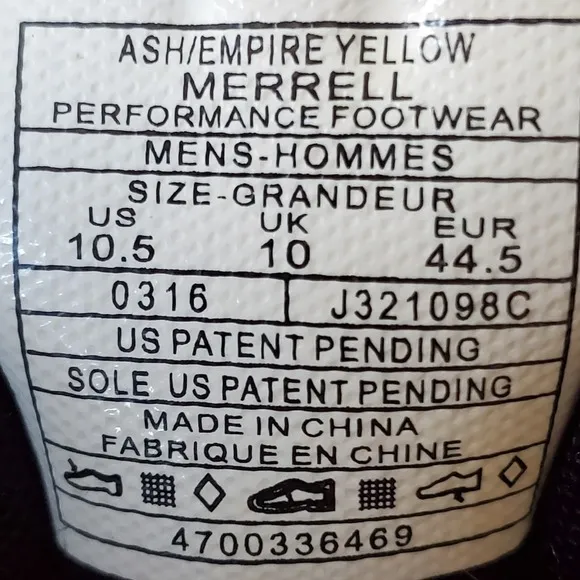 ASH/EMPIRE YELLOW
MERRELL
PERFORMANCE FOOTWEAR
MENS-HOMMES
SIZE-GRANDEUR
US UK EUR
10.5 10 44.5
0316 J321098C
US PATENT PENDING
SOLE US PATENT PENDING
MADE IN CHINA
FABRIQUE EN CHINE
4700336469